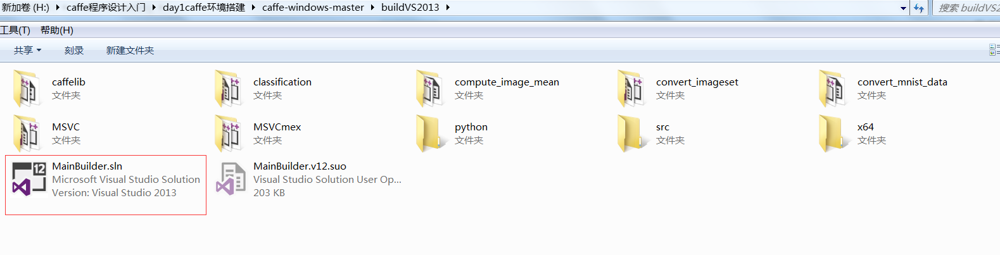 新加卷 (H:) caffe程序设计入门 day1caffe环境搭建 caffe-windows-master buildVS2013 搜索 buildVS2
工具(T) 帮助(H)
共享 刻录 新建文件夹
caffelib classification compute_image_mean convert_imageset convert_mnist_data
文件夹 文件夹 文件夹 文件夹 文件夹
MSVC MSVCmex python src x64
文件夹 文件夹 文件夹 文件夹 文件夹
12
MainBuilder.sln MainBuilder.v12.suo
Microsoft Visual Studio Solution Visual Studio Solution User Op...
Version: Visual Studio 2013 203 KB